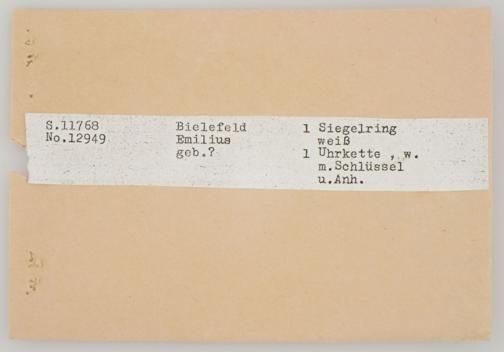 S.11768
No.12949
Bielefeld
Emilius
geb.?
1 Siegelring
weiß
1 Uhrkette , w.
m.Schlüssel
u.Anh.